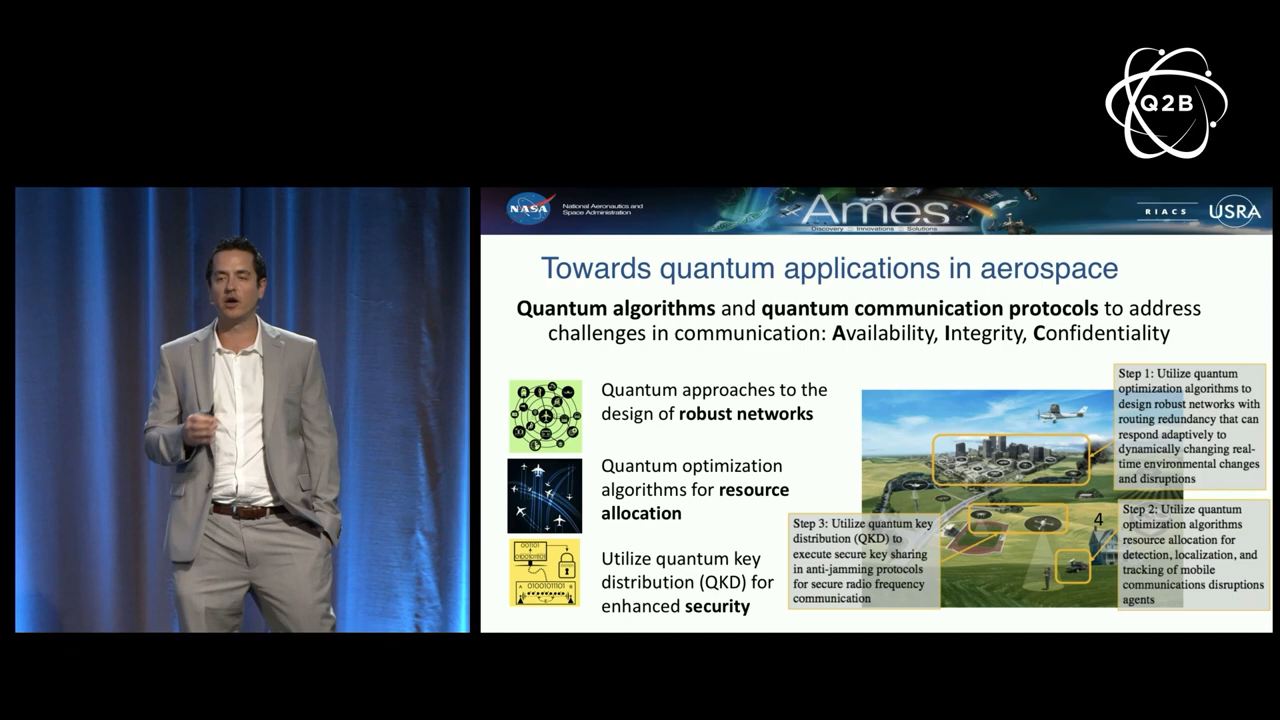 Q2B
NASA
National Aeronautics and
Space Administration
Ames
Discovery Innovations Solutions
RIACS
USRA
Towards quantum applications in aerospace
Quantum algorithms and quantum communication protocols to address
challenges in communication: Availability, Integrity, Confidentiality
Quantum approaches to the
design of robust networks
Quantum optimization
algorithms for resource
allocation
Utilize quantum key
distribution (QKD) for
enhanced security
001101
0100101101
A 01001011101 B
Step 1: Utilize quantum
optimization algorithms to
design robust networks with
routing redundancy that can
respond adaptively to
dynamically changing real-
time environmental changes
and disruptions
4
Step 2: Utilize quantum
optimization algorithms
resource allocation for
detection, localization, and
tracking of mobile
communications disruptions
agents
Step 3: Utilize quantum key
distribution (QKD) to
execute secure key sharing
in anti-jamming protocols
for secure radio frequency
communication